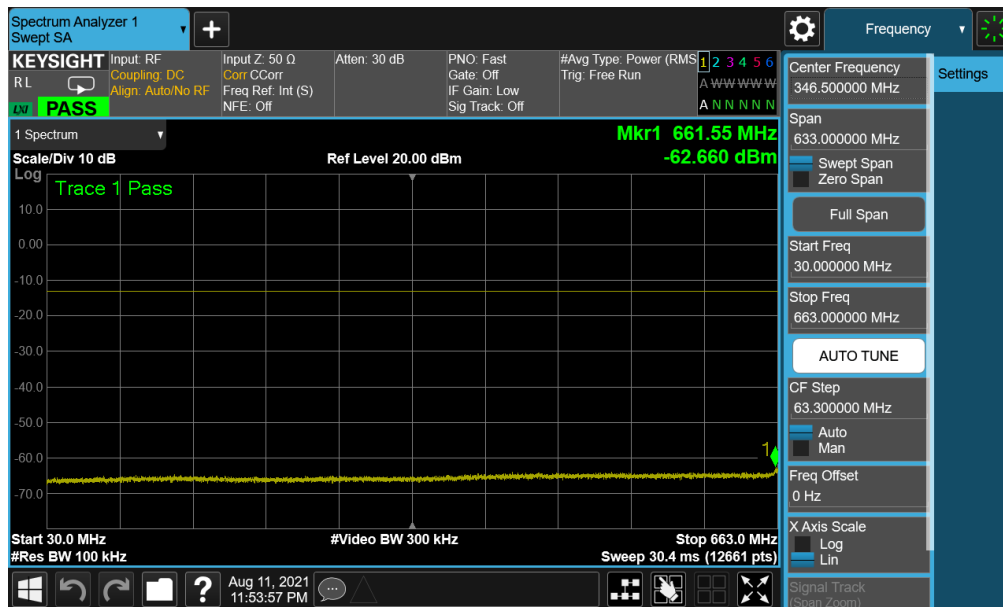 Spectrum Analyzer 1
Swept SA
Frequency
KEYSIGHT
RL
LXI
PASS
Input: RF
Coupling: DC
Align: Auto/No RF
Input Z: 50 Ω
Corr CCorr
Freq Ref: Int (S)
NFE: Off
Atten: 30 dB
PNO: Fast
Gate: Off
IF Gain: Low
Sig Track: Off
#Avg Type: Power (RMS
Trig: Free Run
1 2 3 4 5 6
A W W W W W
A N N N N N
1 Spectrum
Scale/Div 10 dB
Ref Level 20.00 dBm
Mkr1 661.55 MHz
-62.660 dBm
Log
Trace 1 Pass
10.0
0.00
-10.0
-20.0
-30.0
-40.0
-50.0
-60.0
-70.0
1
Start 30.0 MHz
#Video BW 300 kHz
Stop 663.0 MHz
#Res BW 100 kHz
Sweep 30.4 ms (12661 pts)
Aug 11, 2021
11:53:57 PM
?
Center Frequency
346.500000 MHz
Span
633.000000 MHz
Swept Span
Zero Span
Full Span
Start Freq
30.000000 MHz
Stop Freq
663.000000 MHz
AUTO TUNE
CF Step
63.300000 MHz
Auto
Man
Freq Offset
0 Hz
X Axis Scale
Log
Lin
Signal Track
(Span Zoom)
Settings